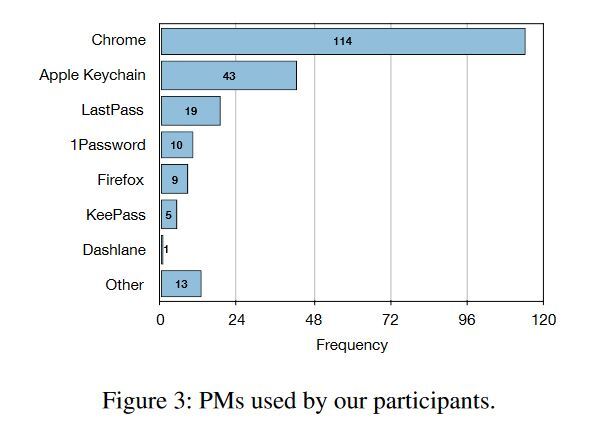 Chrome 114
Apple Keychain 43
LastPass 19
1Password 10
Firefox 9
KeePass 5
Dashlane 1
Other 13
0 24 48 72 96 120
Frequency
Figure 3: PMs used by our participants.